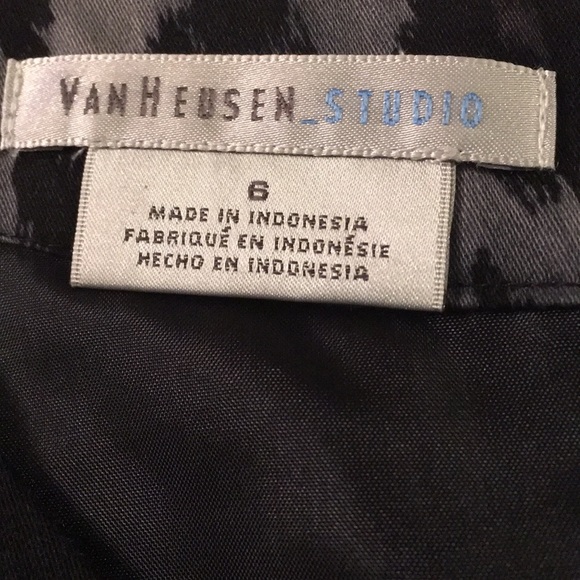 VANHEUSEN_STUDIO
6
MADE IN INDONESIA
FABRIQUÉ EN INDONÉSIE
HECHO EN INDONESIA